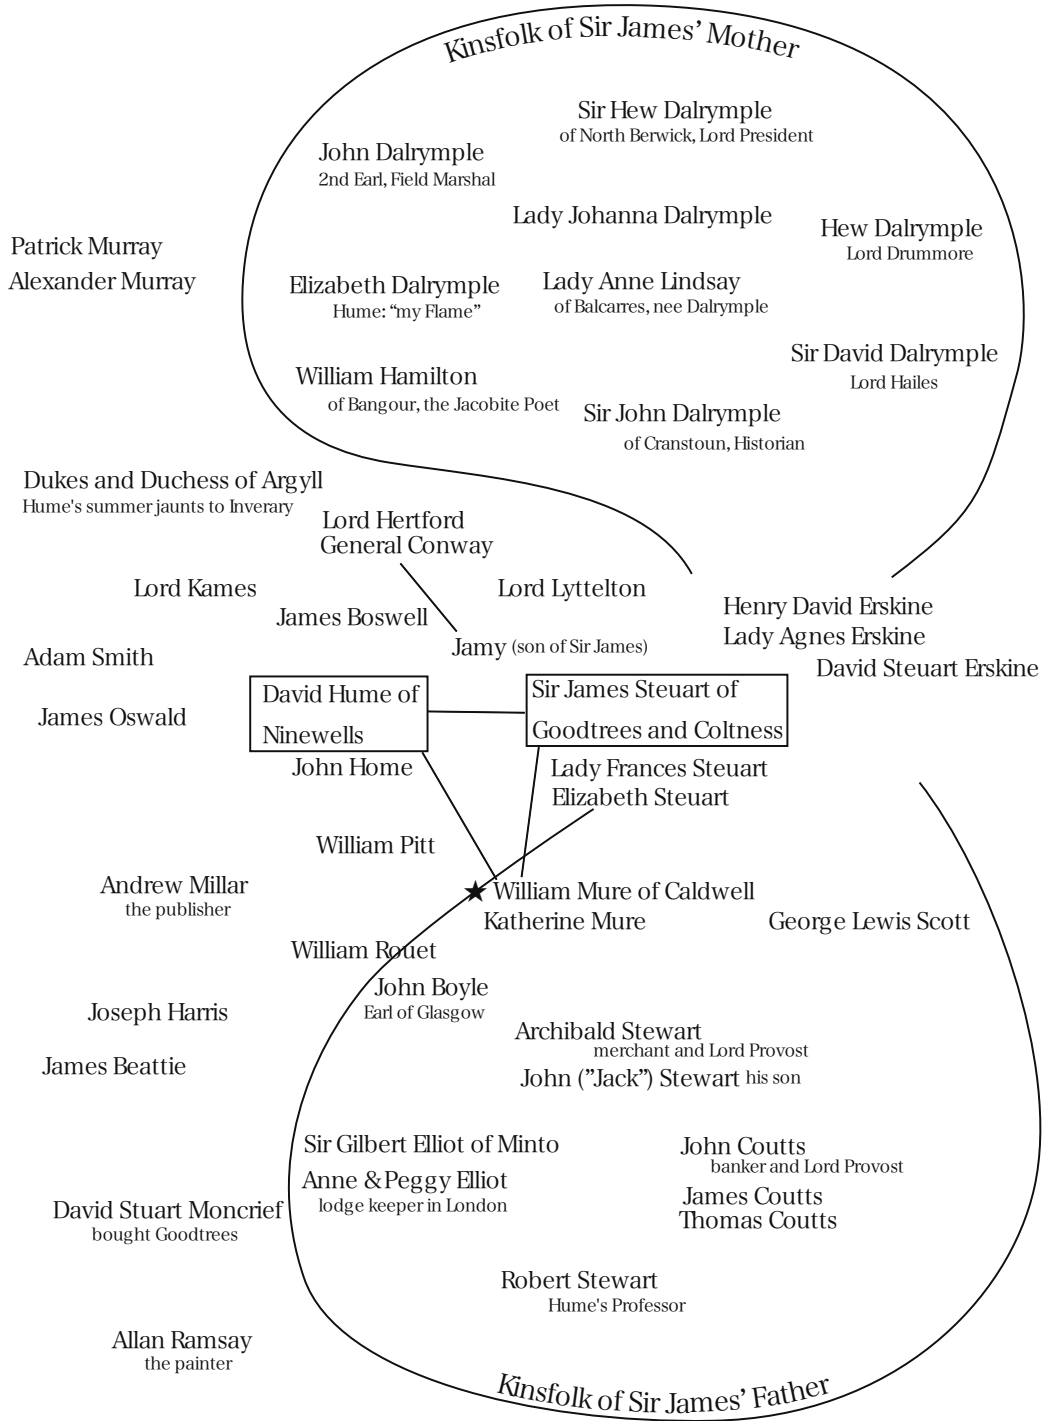 Kinsfolk of Sir James’ Mother
Sir Hew Dalrymple
of North Berwick, Lord President
John Dalrymple
2nd Earl, Field Marshal
Lady Johanna Dalrymple
Hew Dalrymple
Lord Drummore
Patrick Murray
Alexander Murray
Elizabeth Dalrymple
Hume: “my Flame”
Lady Anne Lindsay
of Balcarres, nee Dalrymple
Sir David Dalrymple
Lord Hailes
William Hamilton
of Bangour, the Jacobite Poet
Sir John Dalrymple
of Cranstoun, Historian
Dukes and Duchess of Argyll
Hume's summer jaunts to Inverary
Lord Hertford
General Conway
Lord Kames
Lord Lyttelton
James Boswell
Henry David Erskine
Lady Agnes Erskine
David Steuart Erskine
Jamy (son of Sir James)
Adam Smith
James Oswald
David Hume of
Ninewells
Sir James Steuart of
Goodtrees and Coltness
John Home
Lady Frances Steuart
Elizabeth Steuart
William Pitt
Andrew Millar
the publisher
★ William Mure of Caldwell
Katherine Mure
George Lewis Scott
William Rouet
John Boyle
Earl of Glasgow
Joseph Harris
Archibald Stewart
merchant and Lord Provost
John (”Jack”) Stewart his son
James Beattie
Sir Gilbert Elliot of Minto
Anne & Peggy Elliot
lodge keeper in London
John Coutts
banker and Lord Provost
James Coutts
Thomas Coutts
David Stuart Moncrief
bought Goodtrees
Robert Stewart
Hume's Professor
Allan Ramsay
the painter
Kinsfolk of Sir James’ Father